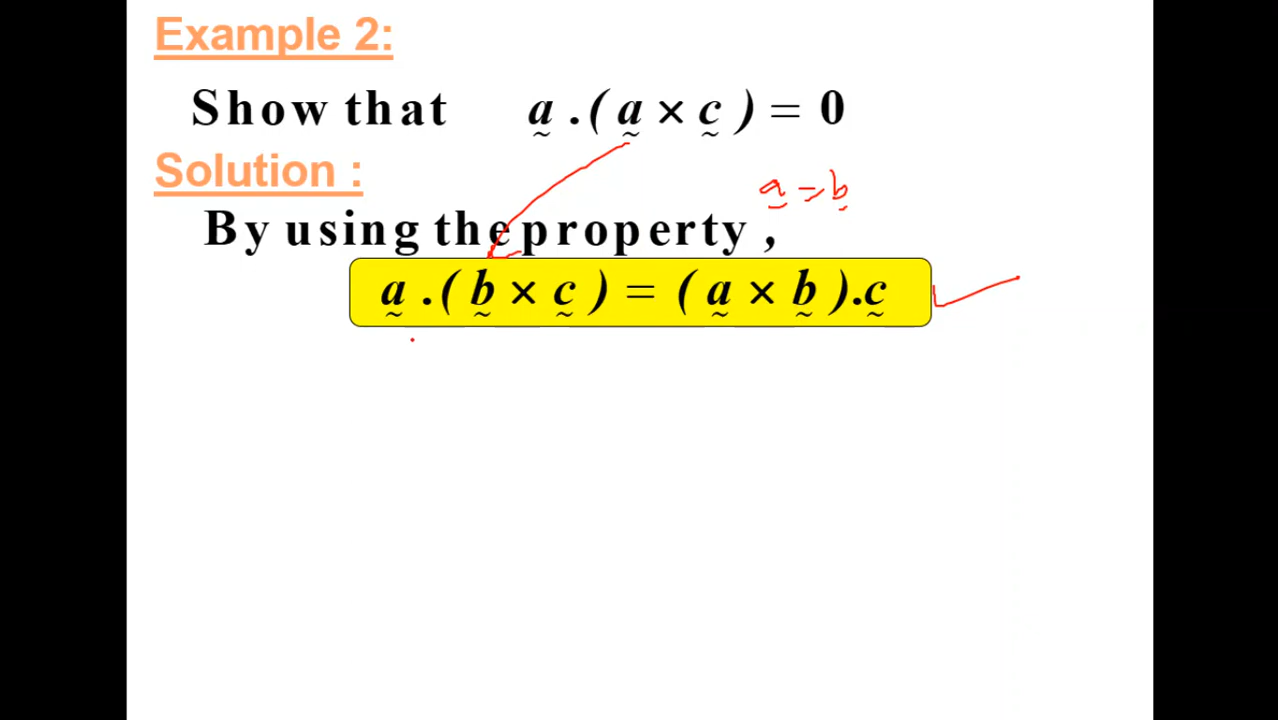 Example 2:
Show that a .( a × c ) = 0
Solution :
a = b
By using the property ,
a .( b × c ) = ( a × b ).c